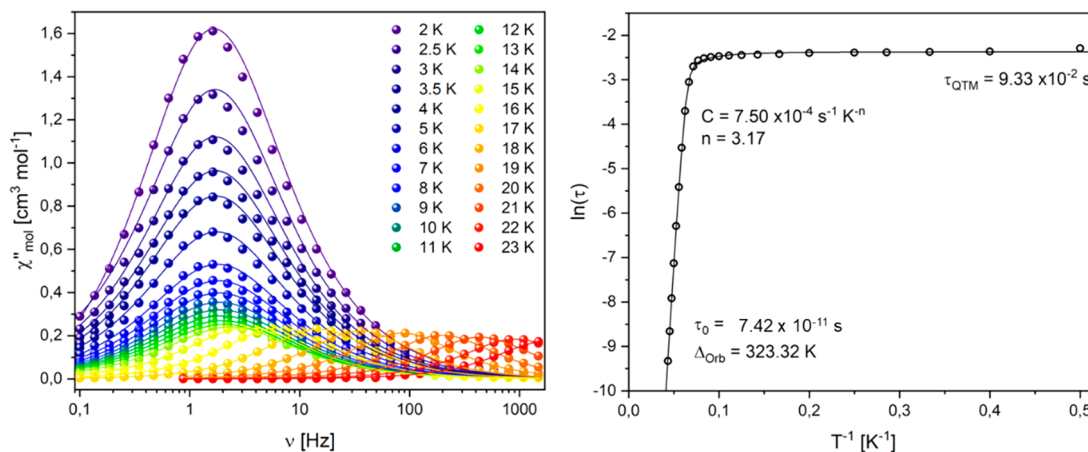 χ''mol [cm³ mol⁻¹]
1.6
1.4
1.2
1.0
0.8
0.6
0.4
0.2
0.0
0,1
1
10
100
1000
ν [Hz]
2 K
2.5 K
3 K
3.5 K
4 K
5 K
6 K
7 K
8 K
9 K
10 K
11 K
12 K
13 K
14 K
15 K
16 K
17 K
18 K
19 K
20 K
21 K
22 K
23 K
ln(τ)
-2
-3
-4
-5
-6
-7
-8
-9
-10
0,0
0,1
0,2
0,3
0,4
0,5
T⁻¹ [K⁻¹]
τQTM = 9.33 x10⁻² s
C = 7.50 x10⁻⁴ s⁻¹ K⁻ⁿ
n = 3.17
τ₀ = 7.42 x 10⁻¹¹ s
ΔOrb = 323.32 K